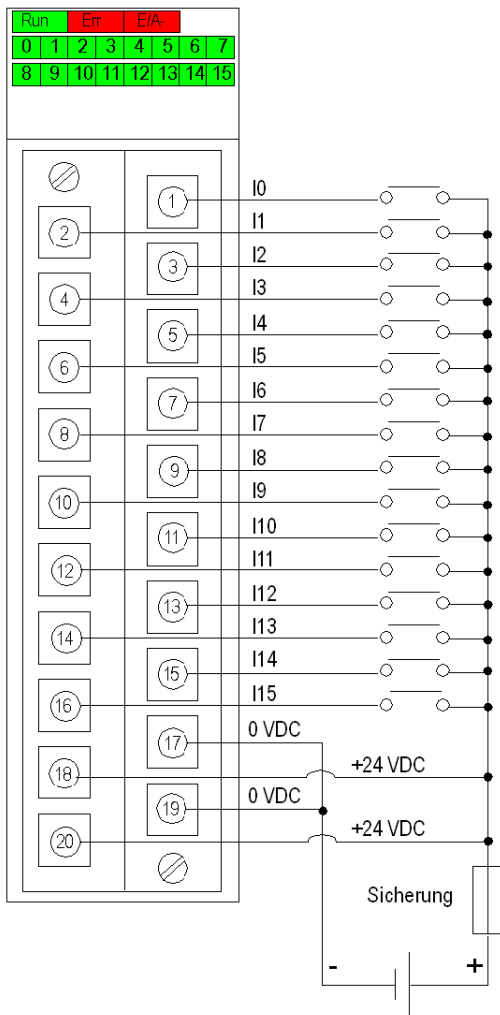 Run Err E/A
0 1 2 3 4 5 6 7
8 9 10 11 12 13 14 15
1 I0
2 I1
3 I2
4 I3
5 I4
6 I5
7 I6
8 I7
9 I8
10 I9
11 I10
12 I11
13 I12
14 I13
15 I14
16 I15
17 0 VDC
18 +24 VDC
19 0 VDC
20 +24 VDC
Sicherung
- +